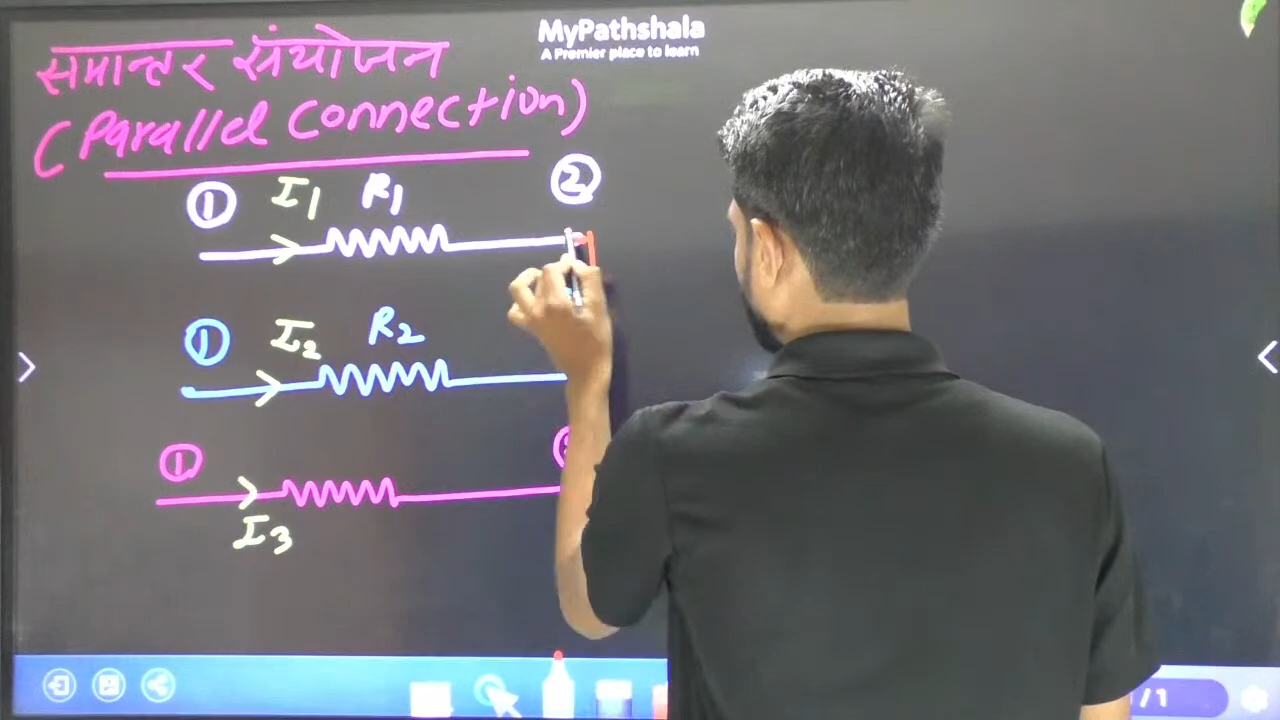 MyPathshala
A Premier place to learn
समान्तर संयोजन
(Parallel Connection)
① I₁ R₁ ②
① I₂ R₂
①
I₃
/1